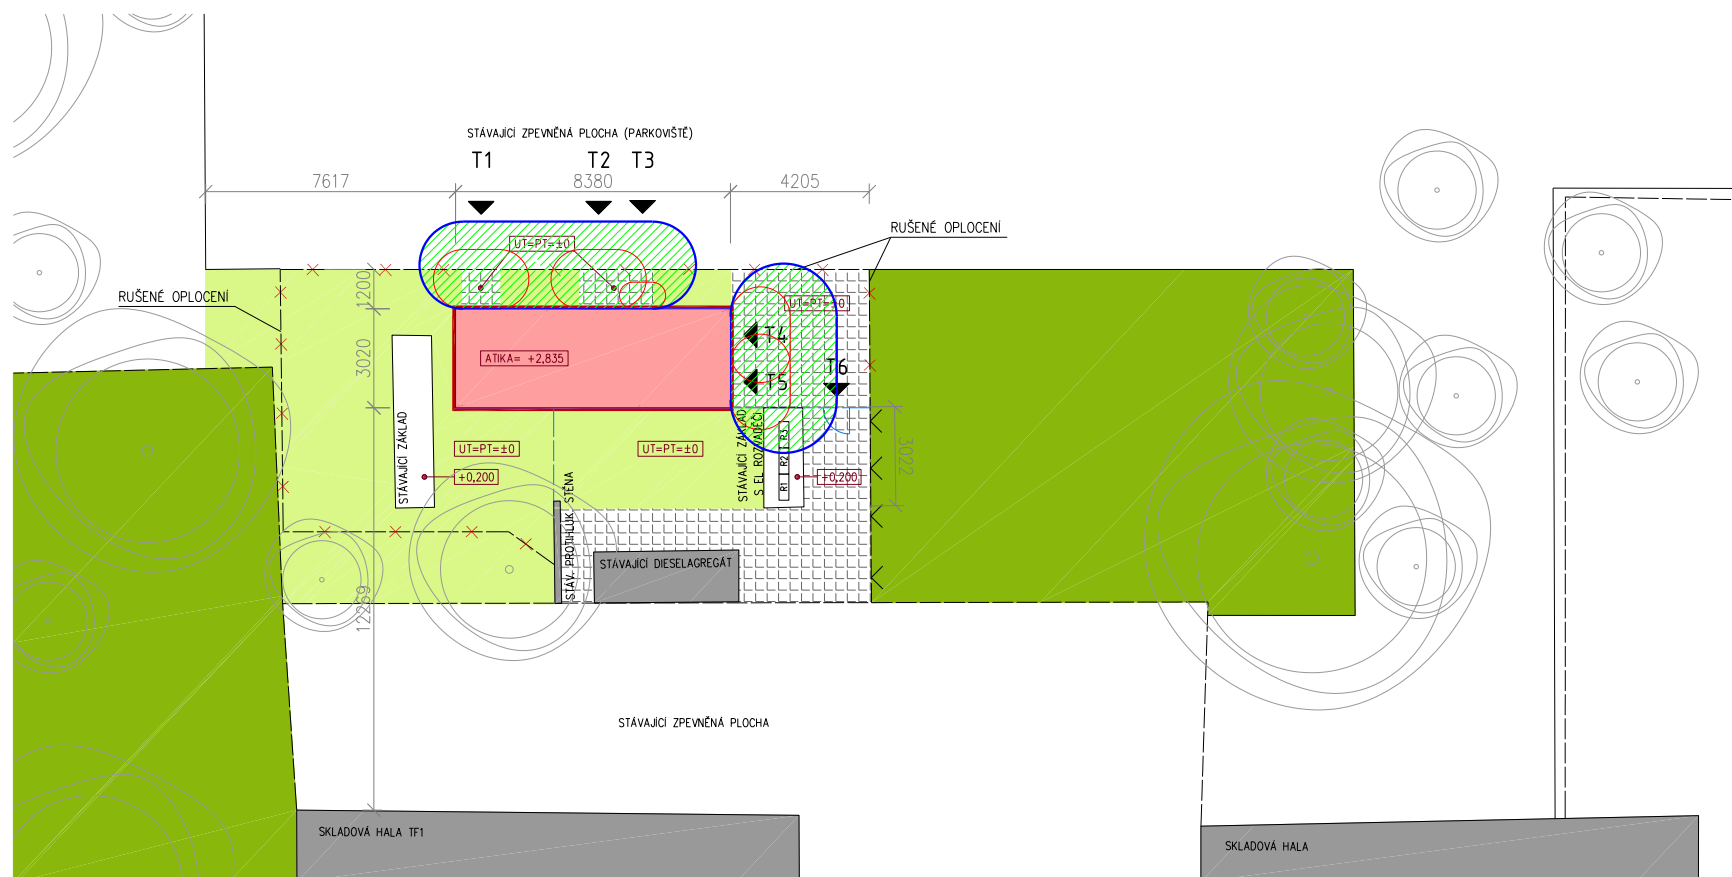 STÁVAJÍCÍ ZPEVNĚNÁ PLOCHA (PARKOVIŠTĚ)
T1
T2
T3
7617
8380
4205
RUŠENÉ OPLOCENÍ
UT=PT=±0
RUŠENÉ OPLOCENÍ
1200
UT=PT=±0
3020
ATIKA= +2,835
T4
T5
T6
STÁVAJÍCÍ ZÁKLAD
UT=PT=±0
UT=PT=±0
+0,200
STÁVAJÍCÍ ZÁKLAD
S EL ROZVADĚČI
R1
R2
R3
+0,200
3022
STÁV. PROTIHLUK. STĚNA
STÁVAJÍCÍ DIESELAGREGÁT
12269
STÁVAJÍCÍ ZPEVNĚNÁ PLOCHA
SKLADOVÁ HALA TF1
SKLADOVÁ HALA